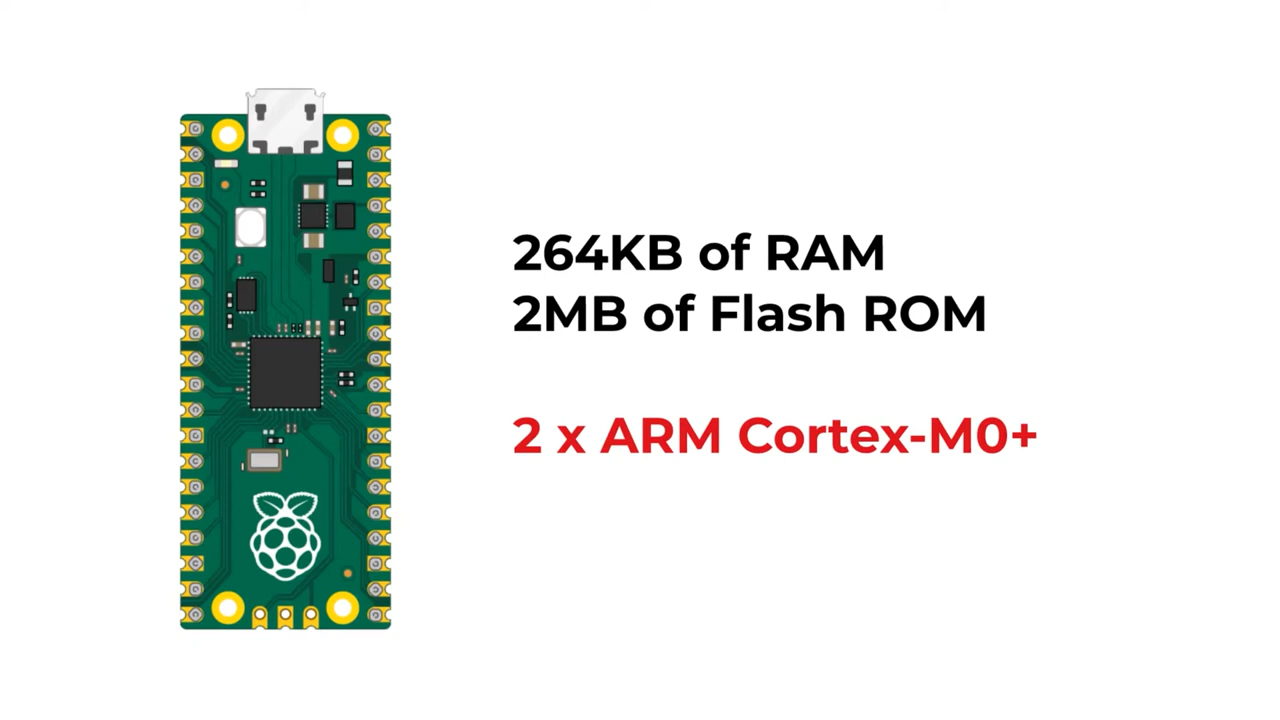 264KB of RAM
2MB of Flash ROM
2 x ARM Cortex-M0+